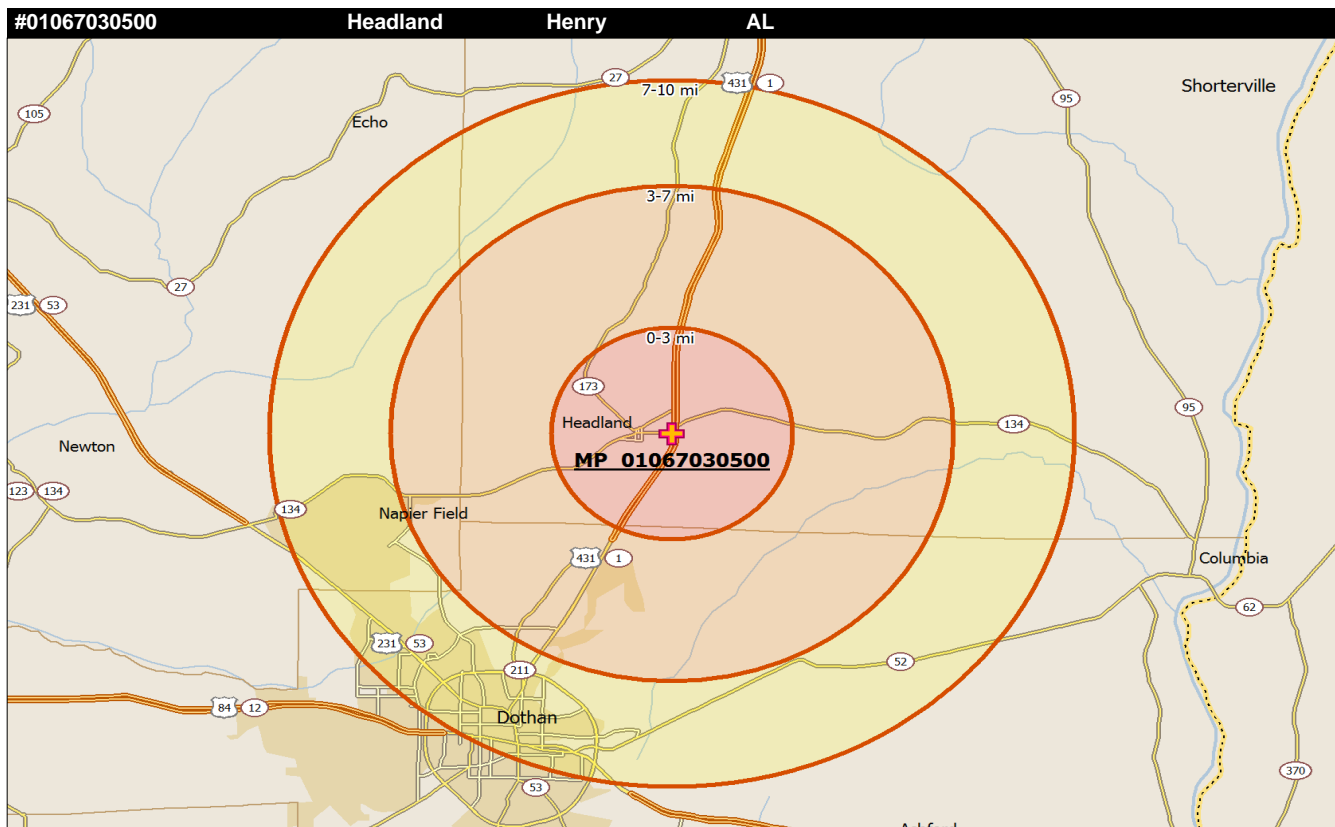 #01067030500 Headland Henry AL
27
431 1
7-10 mi
95
Shorterville
105
Echo
3-7 mi
27
231 53
0-3 mi
173
95
Headland
134
Newton
MP 01067030500
123 134
134
Napier Field
431 1
Columbia
62
231 53
211
52
84 12
Dothan
53
370